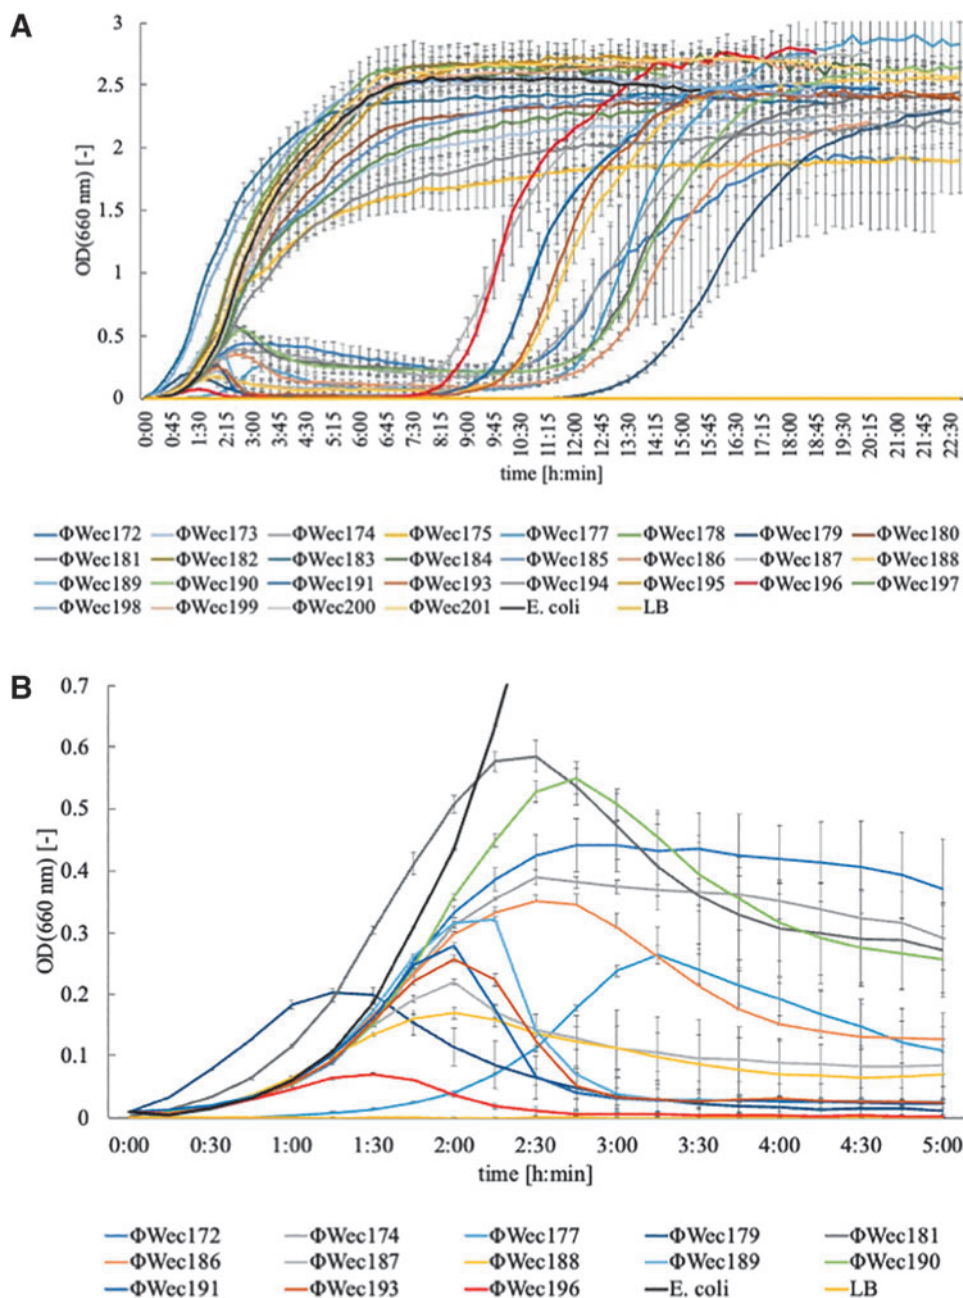 A
3
2.5
2
1.5
1
0.5
0
OD(660 nm) [-]
0:00 0:45 1:30 2:15 3:00 3:45 4:30 5:15 6:00 6:45 7:30 8:15 9:00 9:45 10:30 11:15 12:00 12:45 13:30 14:15 15:00 15:45 16:30 17:15 18:00 18:45 19:30 20:15 21:00 21:45 22:30
time [h:min]
ΦWec172 ΦWec173 ΦWec174 ΦWec175 ΦWec177 ΦWec178 ΦWec179 ΦWec180
ΦWec181 ΦWec182 ΦWec183 ΦWec184 ΦWec185 ΦWec186 ΦWec187 ΦWec188
ΦWec189 ΦWec190 ΦWec191 ΦWec193 ΦWec194 ΦWec195 ΦWec196 ΦWec197
ΦWec198 ΦWec199 ΦWec200 ΦWec201 E. coli LB
B
0.7
0.6
0.5
0.4
0.3
0.2
0.1
0
OD(660 nm) [-]
0:00 0:30 1:00 1:30 2:00 2:30 3:00 3:30 4:00 4:30 5:00
time [h:min]
ΦWec172 ΦWec174 ΦWec177 ΦWec179 ΦWec181
ΦWec186 ΦWec187 ΦWec188 ΦWec189 ΦWec190
ΦWec191 ΦWec193 ΦWec196 E. coli LB